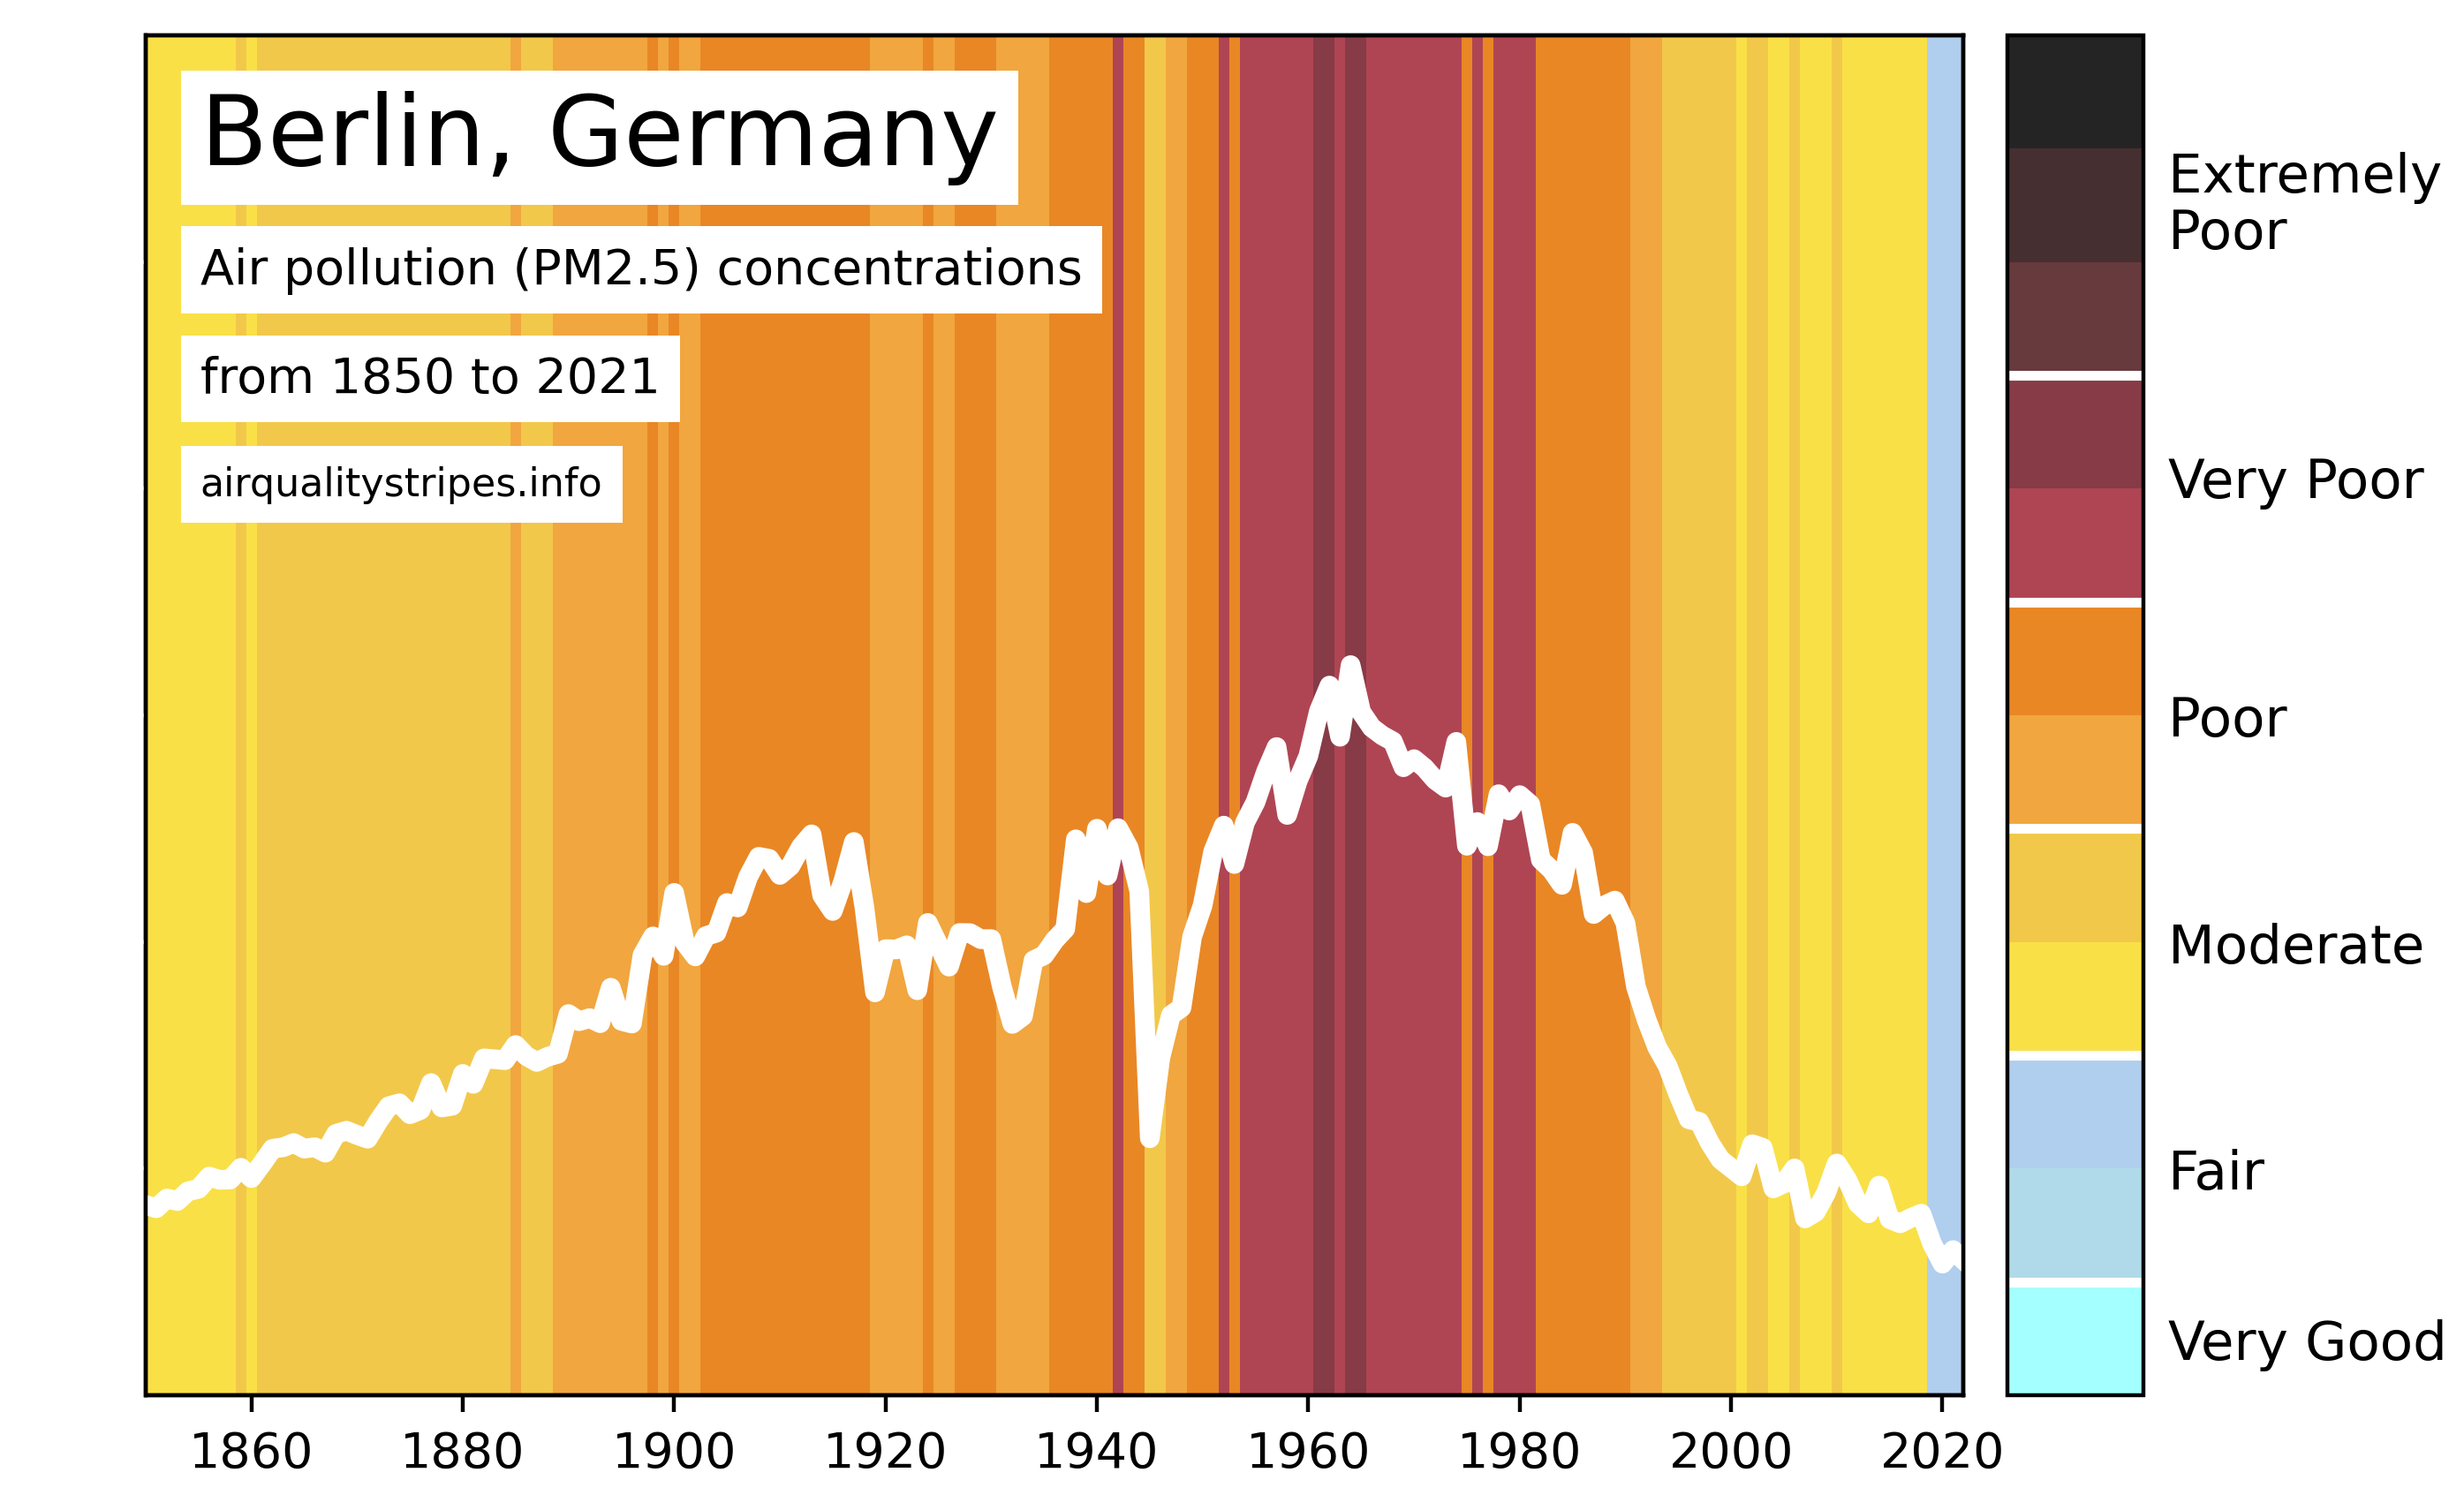 Berlin, Germany
Air pollution (PM2.5) concentrations
from 1850 to 2021
airqualitystripes.info
Extremely
Poor
Very Poor
Poor
Moderate
Fair
Very Good
1860 1880 1900 1920 1940 1960 1980 2000 2020